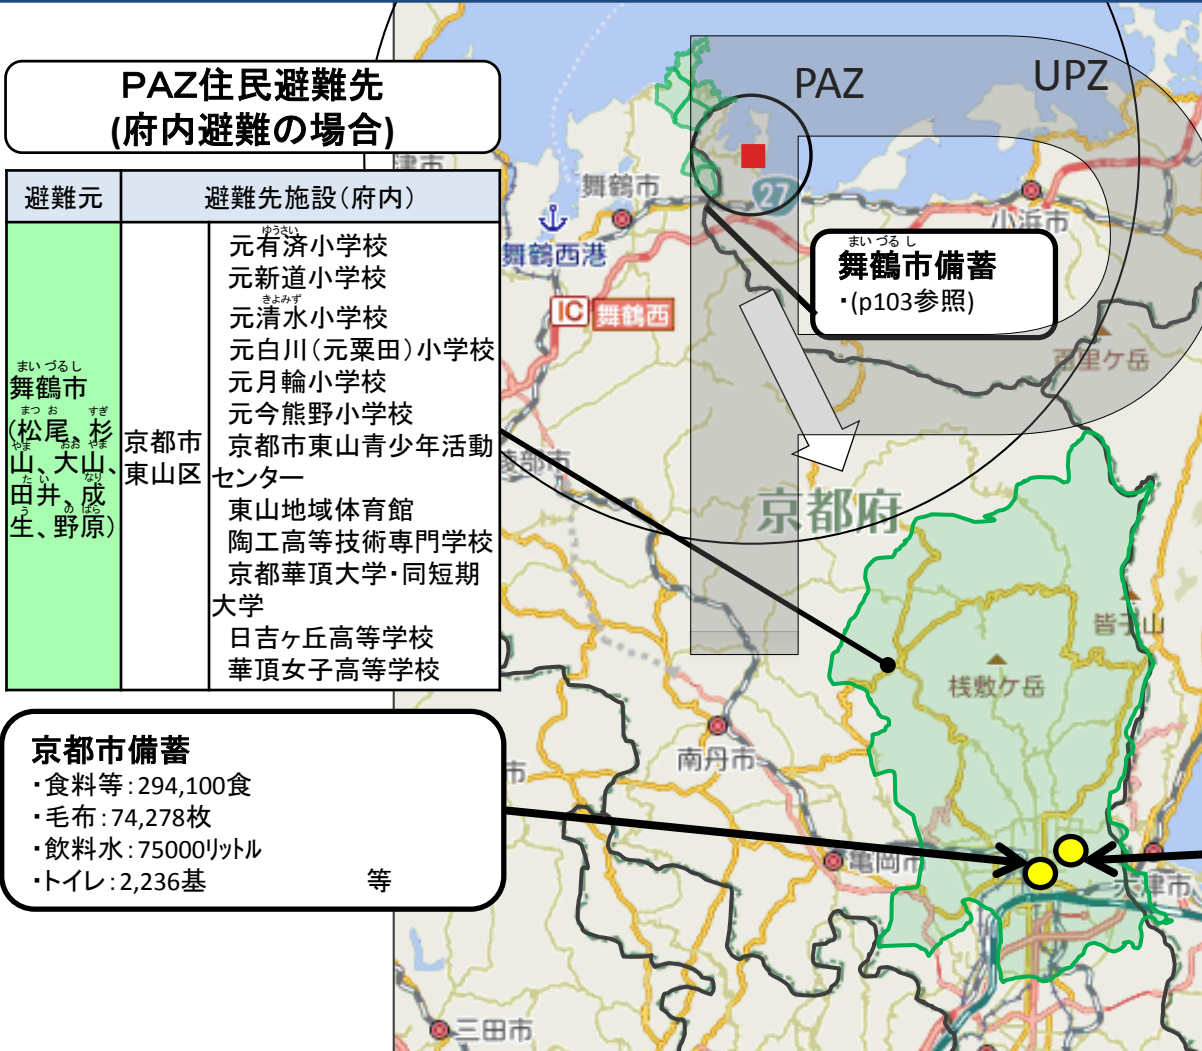 PAZ住民避難先
(府内避難の場合)
避難元
避難先施設(府内)
まいづるし
舞鶴市
まつお すぎ
(松尾、杉
やま おお やま
山、大山、
たい なり
田井、成
う のはら
生、野原)
京都市
東山区
ゆうさい
元有済小学校
元新道小学校
きよみず
元清水小学校
元白川(元粟田)小学校
元月輪小学校
元今熊野小学校
京都市東山青少年活動
センター
東山地域体育館
陶工高等技術専門学校
京都華頂大学・同短期
大学
日吉ヶ丘高等学校
華頂女子高等学校
京都市備蓄
・食料等:294,100食
・毛布:74,278枚
・飲料水:75000リットル
・トイレ:2,236基 等
PAZ
UPZ
津市
舞鶴市
27
小浜市
舞鶴西港
まいづるし
舞鶴市備蓄
・(p103参照)
IC 舞鶴西
百里ケ岳
綾部市
京都府
皆子山
桟敷ケ岳
南丹市
市
亀岡市
大津市
三田市